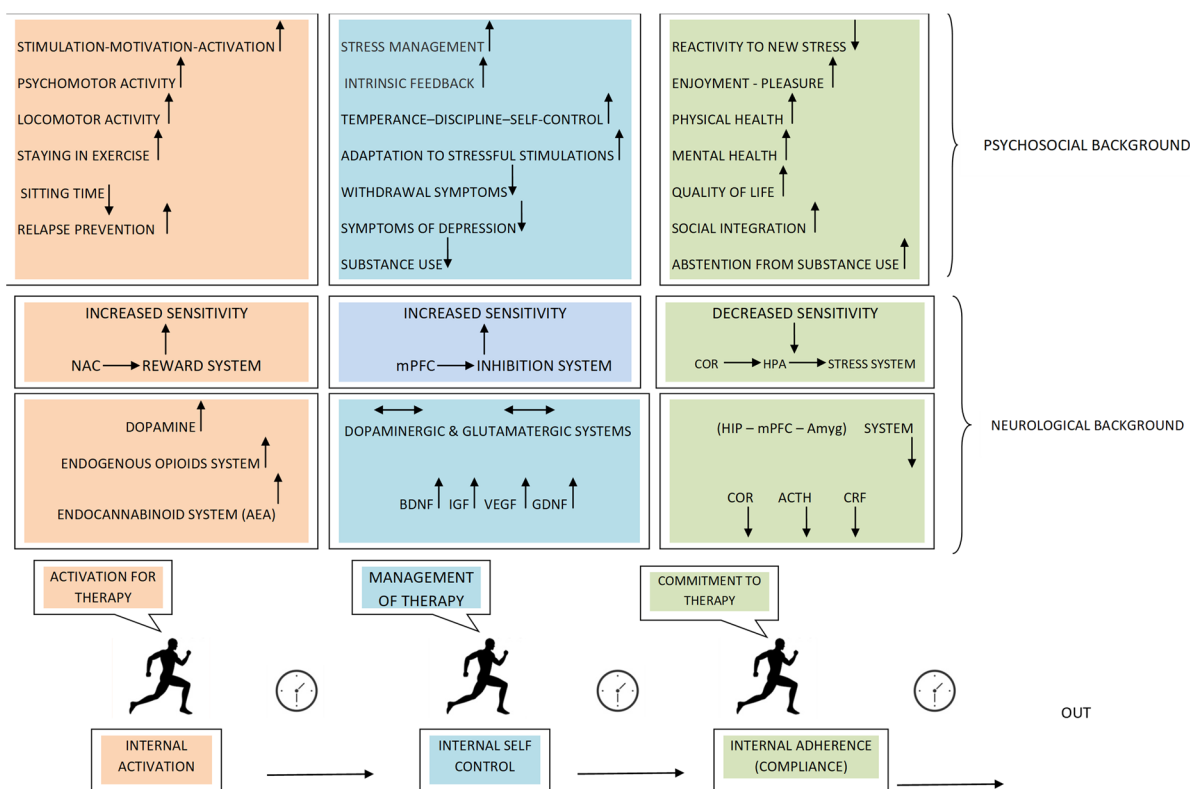 STIMULATION-MOTIVATION-ACTIVATION
PSYCHOMOTOR ACTIVITY
LOCOMOTOR ACTIVITY
STAYING IN EXERCISE
SITTING TIME
RELAPSE PREVENTION
STRESS MANAGEMENT
INTRINSIC FEEDBACK
TEMPERANCE–DISCIPLINE–SELF-CONTROL
ADAPTATION TO STRESSFUL STIMULATIONS
WITHDRAWAL SYMPTOMS
SYMPTOMS OF DEPRESSION
SUBSTANCE USE
REACTIVITY TO NEW STRESS
ENJOYMENT - PLEASURE
PHYSICAL HEALTH
MENTAL HEALTH
QUALITY OF LIFE
SOCIAL INTEGRATION
ABSTENTION FROM SUBSTANCE USE
PSYCHOSOCIAL BACKGROUND
INCREASED SENSITIVITY
NAC REWARD SYSTEM
INCREASED SENSITIVITY
mPFC INHIBITION SYSTEM
DECREASED SENSITIVITY
COR HPA STRESS SYSTEM
DOPAMINE
ENDOGENOUS OPIOIDS SYSTEM
ENDOCANNABINOID SYSTEM (AEA)
DOPAMINERGIC & GLUTAMATERGIC SYSTEMS
BDNF IGF VEGF GDNF
(HIP – mPFC – Amyg) SYSTEM
COR ACTH CRF
NEUROLOGICAL BACKGROUND
ACTIVATION FOR
THERAPY
MANAGEMENT
OF THERAPY
COMMITMENT TO
THERAPY
OUT
INTERNAL
ACTIVATION
INTERNAL SELF
CONTROL
INTERNAL ADHERENCE
(COMPLIANCE)